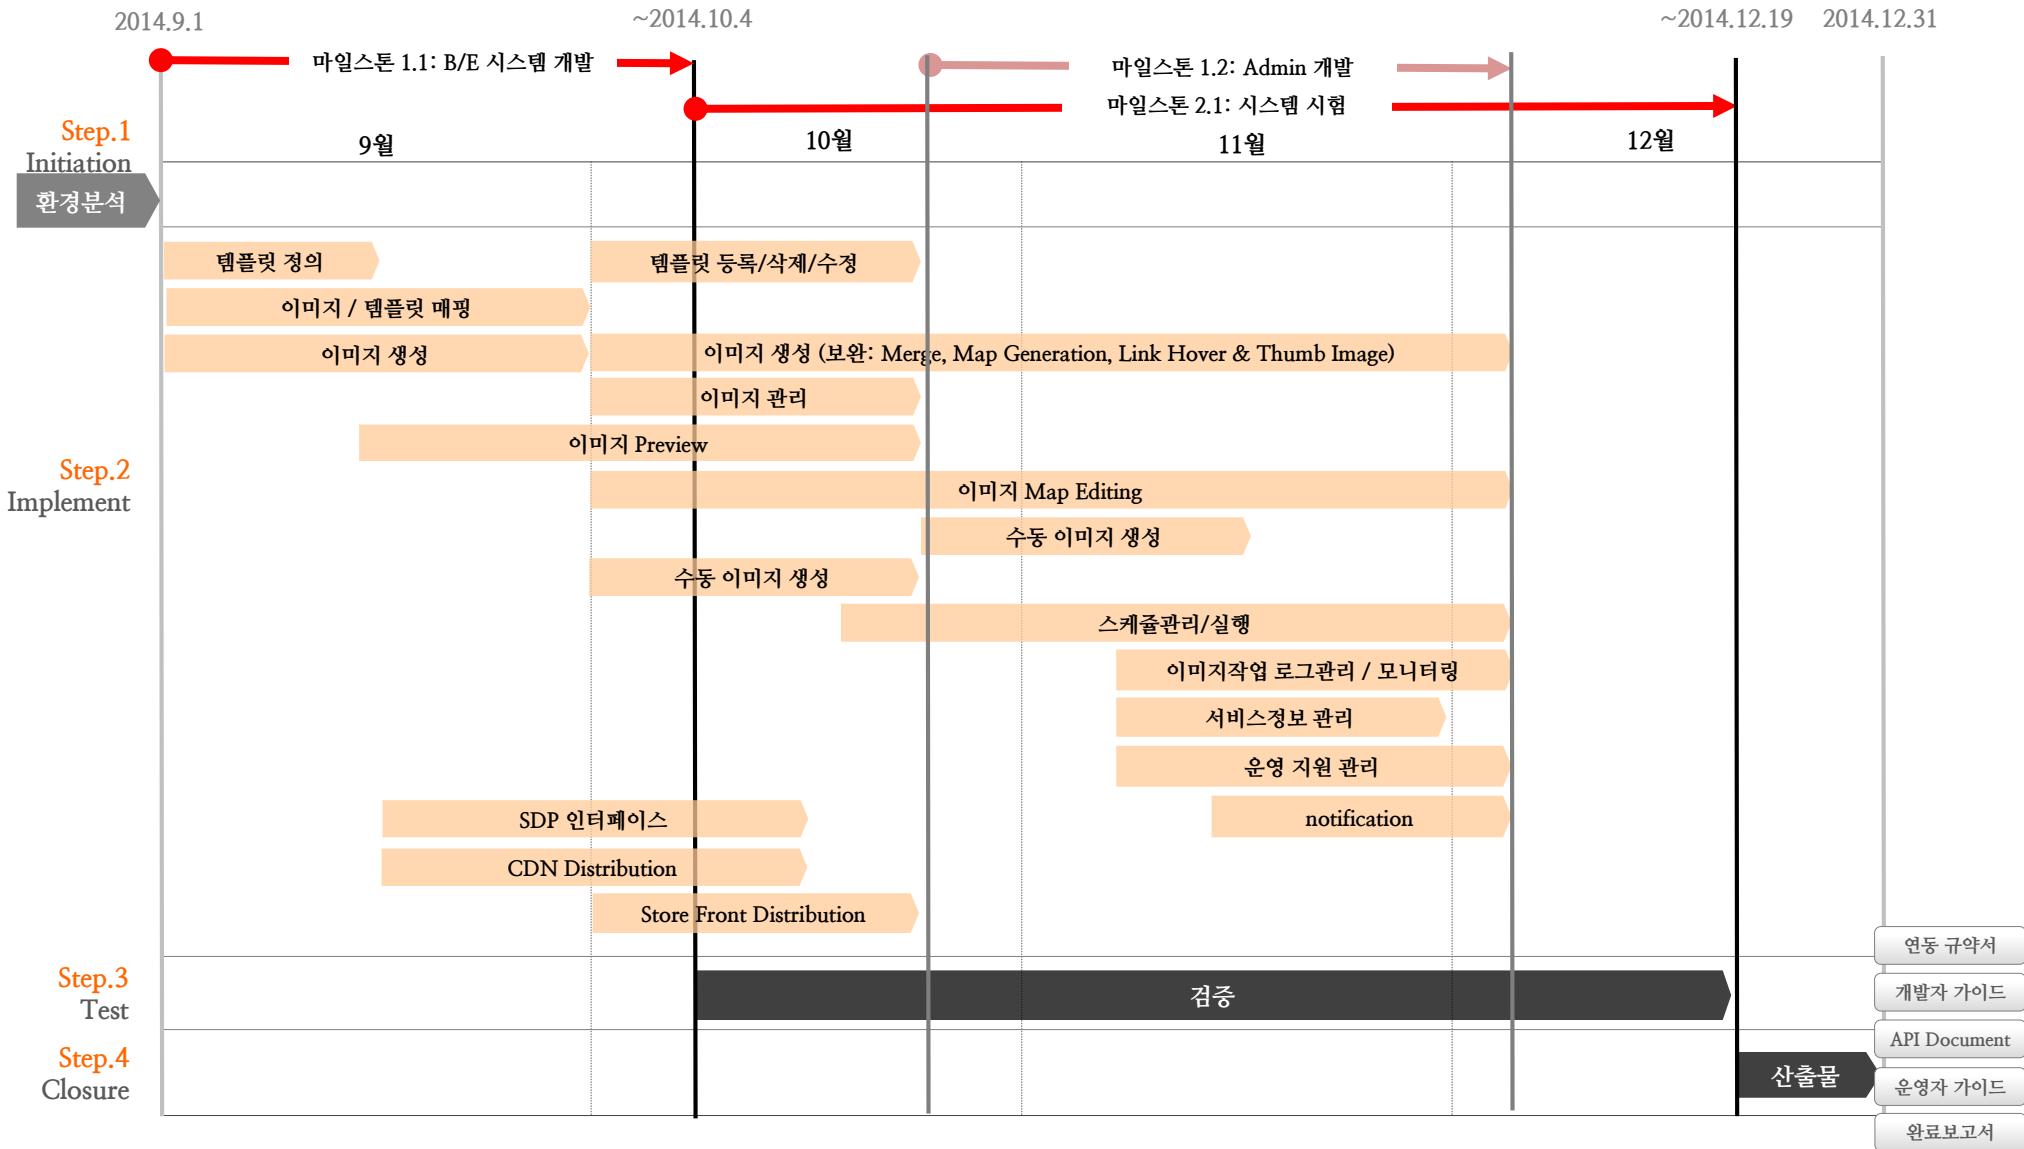 2014.9.1
~2014.10.4
~2014.12.19
2014.12.31
마일스톤 1.1: B/E 시스템 개발
마일스톤 1.2: Admin 개발
마일스톤 2.1: 시스템 시험
Step.1
Initiation
9월
10월
11월
12월
환경분석
템플릿 정의
템플릿 등록/삭제/수정
이미지 / 템플릿 매핑
이미지 생성
이미지 생성 (보완: Merge, Map Generation, Link Hover & Thumb Image)
이미지 관리
이미지 Preview
Step.2
Implement
이미지 Map Editing
수동 이미지 생성
수동 이미지 생성
스케쥴관리/실행
이미지작업 로그관리 / 모니터링
서비스정보 관리
운영 지원 관리
SDP 인터페이스
notification
CDN Distribution
Store Front Distribution
Step.3
Test
검증
Step.4
Closure
산출물
연동 규약서
개발자 가이드
API Document
운영자 가이드
완료보고서